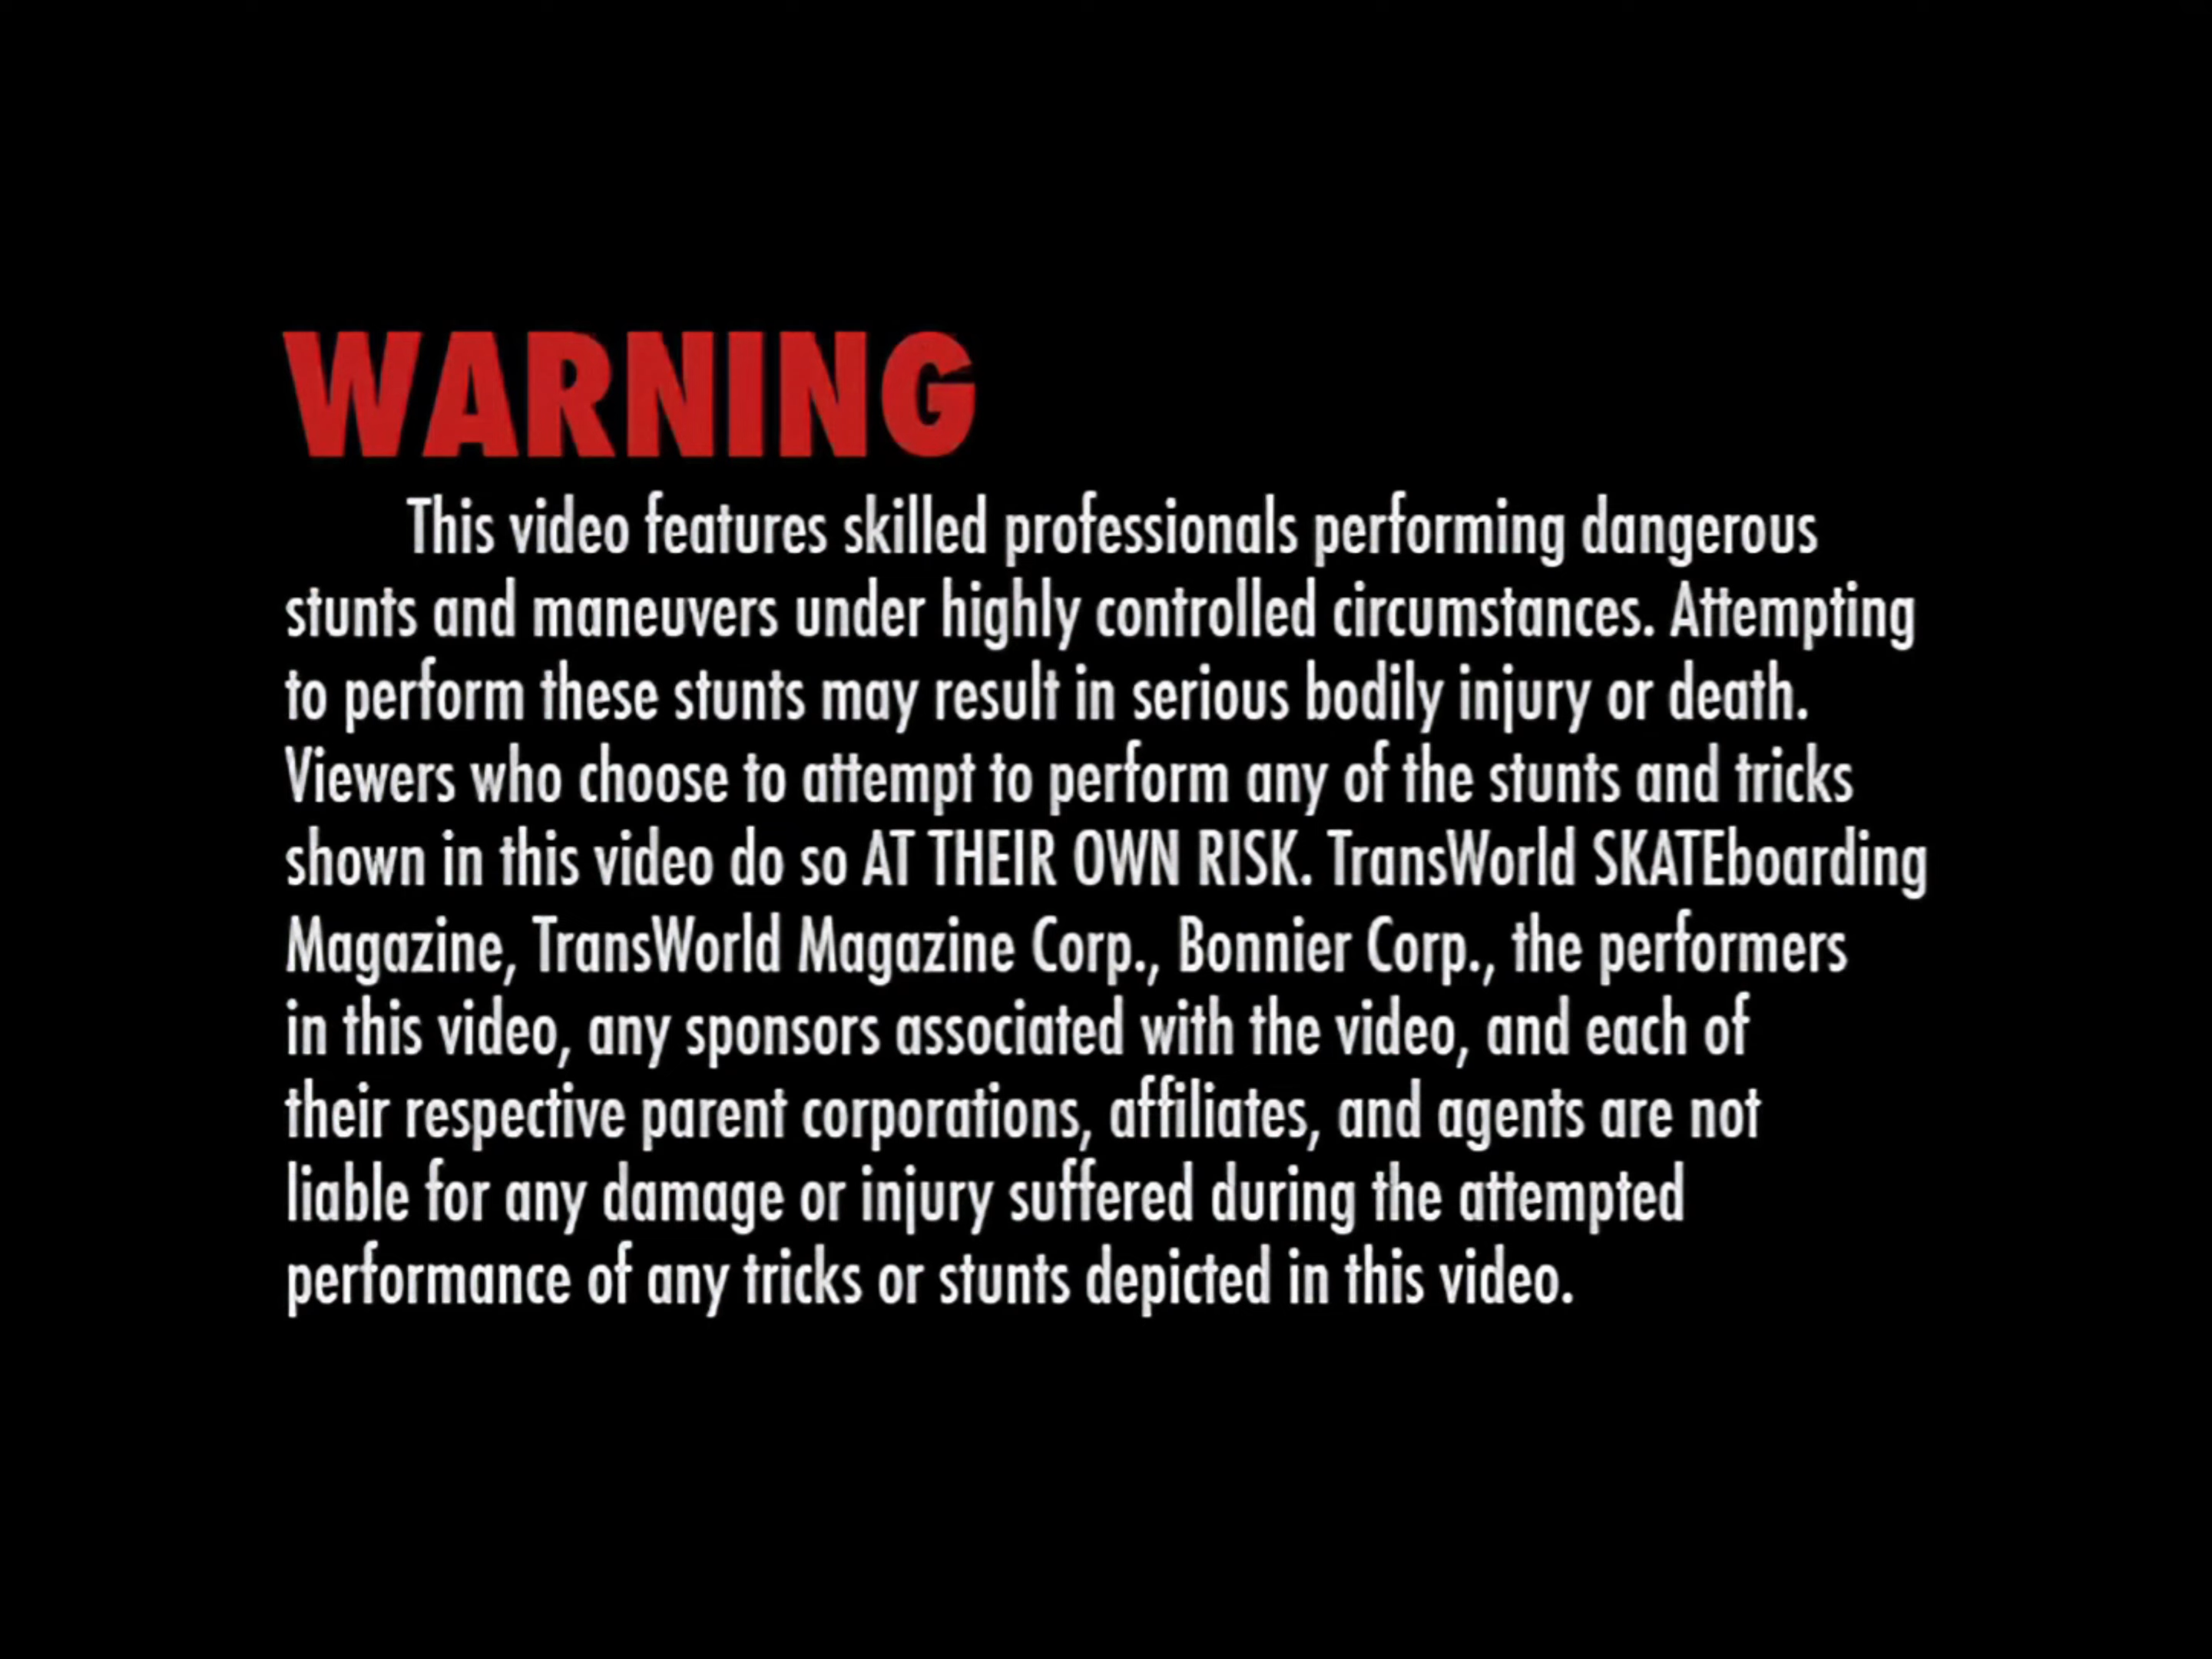 WARNING
This video features skilled professionals performing dangerous
stunts and maneuvers under highly controlled circumstances. Attempting
to perform these stunts may result in serious bodily injury or death.
Viewers who choose to attempt to perform any of the stunts and tricks
shown in this video do so AT THEIR OWN RISK. TransWorld SKATEboarding
Magazine, TransWorld Magazine Corp., Bonnier Corp., the performers
in this video, any sponsors associated with the video, and each of
their respective parent corporations, affiliates, and agents are not
liable for any damage or injury suffered during the attempted
performance of any tricks or stunts depicted in this video.